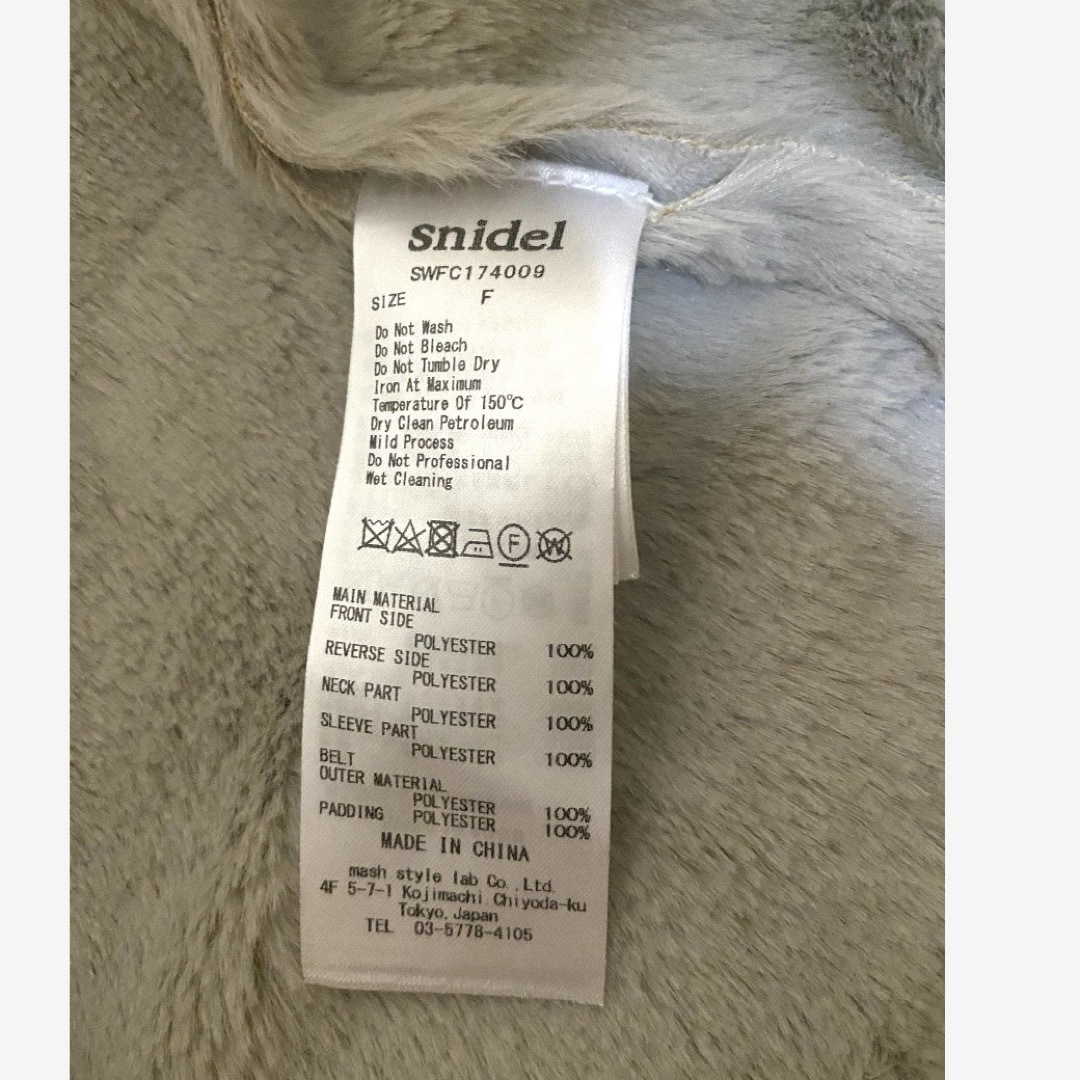 snidel
SWFC174009
SIZE F
Do Not Wash
Do Not Bleach
Do Not Tumble Dry
Iron At Maximum
Temperature Of 150℃
Dry Clean Petroleum
Mild Process
Do Not Professional
Wet Cleaning
F W
MAIN MATERIAL
FRONT SIDE
POLYESTER 100%
REVERSE SIDE
POLYESTER 100%
NECK PART
POLYESTER 100%
SLEEVE PART
POLYESTER 100%
BELT
OUTER MATERIAL
POLYESTER 100%
PADDING POLYESTER 100%
MADE IN CHINA
mash style lab Co.,Ltd.
4F 5-7-1 Kojimachi Chiyoda-ku
Tokyo, Japan
TEL 03-5778-4105